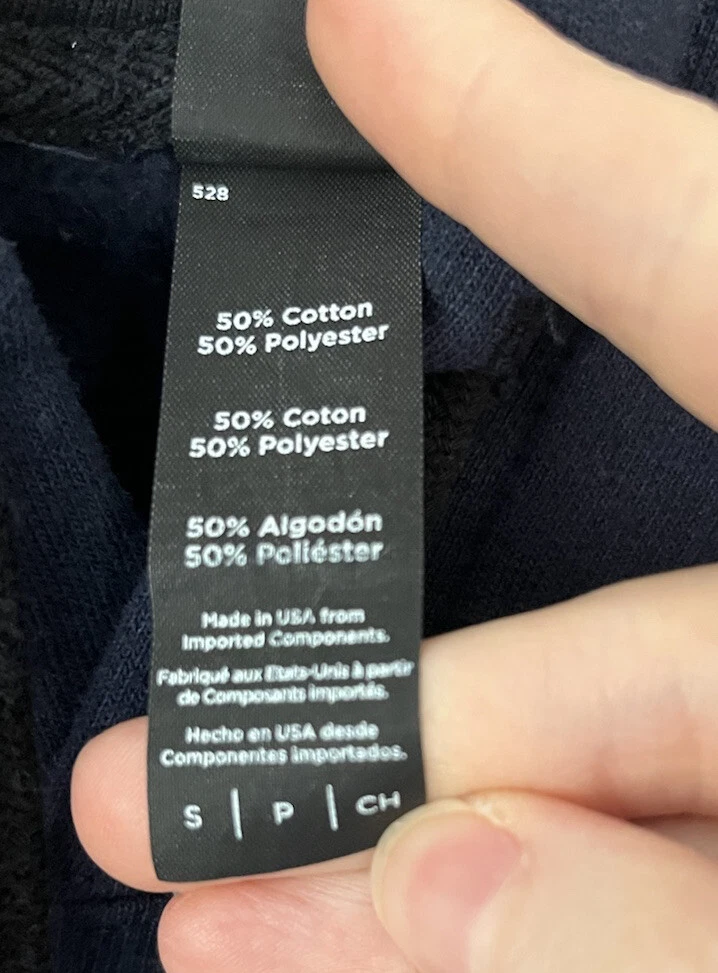 528
50% Cotton
50% Polyester
50% Coton
50% Polyester
50% Algodón
50% Poliéster
Made in USA from
Imported Components.
Fabriqué aux Etats-Unis à partir
de Composants importés.
Hecho en USA desde
Componentes importados.
S | P | CH